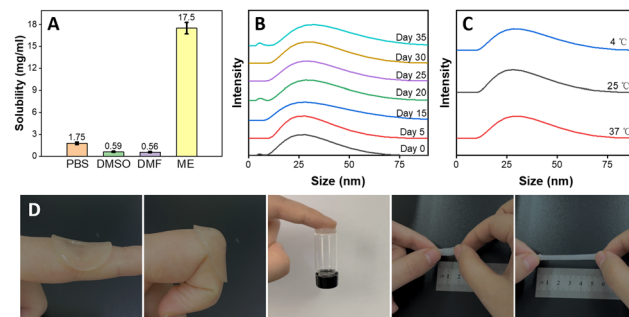 A
Solubility (mg/ml)
18
15
12
9
6
3
0
1.75
0.59
0.56
17.5
PBS DMSO DMF ME
B
Intensity
Day 35
Day 30
Day 25
Day 20
Day 15
Day 5
Day 0
0 25 50 75
Size (nm)
C
Intensity
4 ℃
25 ℃
37 ℃
0 25 50 75
Size (nm)
D